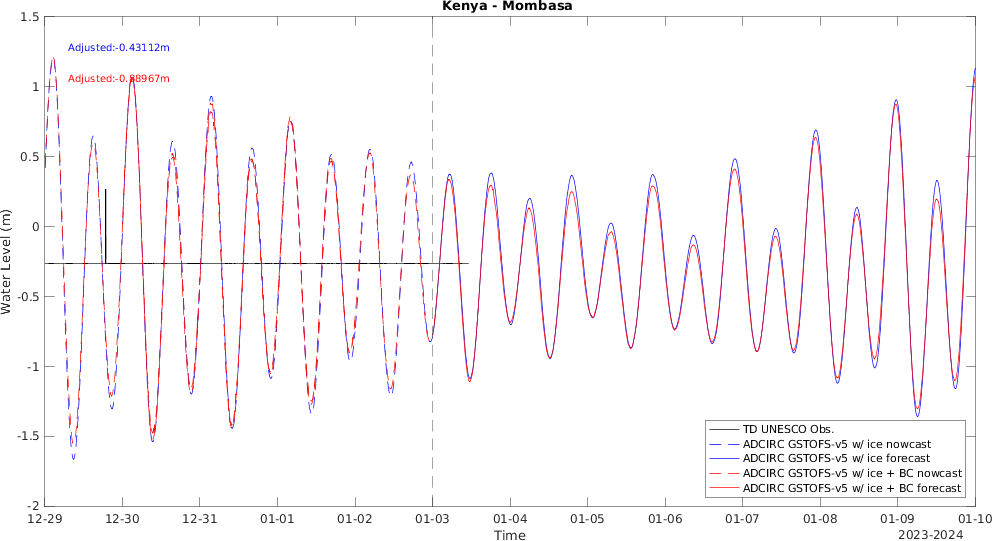 Kenya - Mombasa
Adjusted:-0.43112m
Adjusted:-0.88967m
1.5
1
0.5
0
-0.5
-1
-1.5
-2
Water Level (m)
TD UNESCO Obs.
ADCIRC GSTOFS-v5 w/ ice nowcast
ADCIRC GSTOFS-v5 w/ ice forecast
ADCIRC GSTOFS-v5 w/ ice + BC nowcast
ADCIRC GSTOFS-v5 w/ ice + BC forecast
12-29 12-30 12-31 01-01 01-02 01-03 01-04 01-05 01-06 01-07 01-08 01-09 01-10
Time
2023-2024